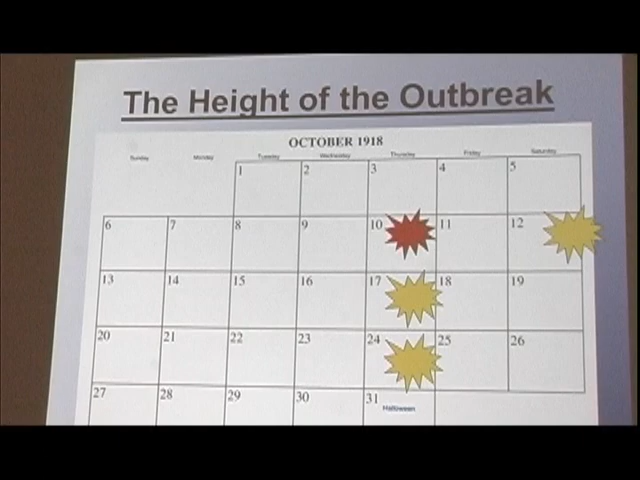 The Height of the Outbreak
OCTOBER 1918
Sunday Monday Tuesday Wednesday Thursday Friday Saturday
1 2 3 4 5
6 7 8 9 10 11 12
13 14 15 16 17 18 19
20 21 22 23 24 25 26
27 28 29 30 31
Halloween